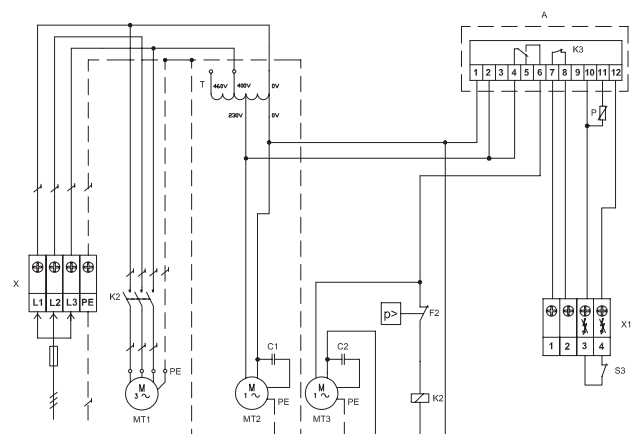 A
K3
1 2 3 4 5 6 7 8 9 10 11 12
T 460V 400V 0V
230V 0V
P
X
L1 L2 L3 PE
K2
p>
F2
X1
1 2 3 4
C1
C2
PE
M
3 ~
M
1 ~
M
1 ~
PE
PE
K2
S3
MT1
MT2
MT3